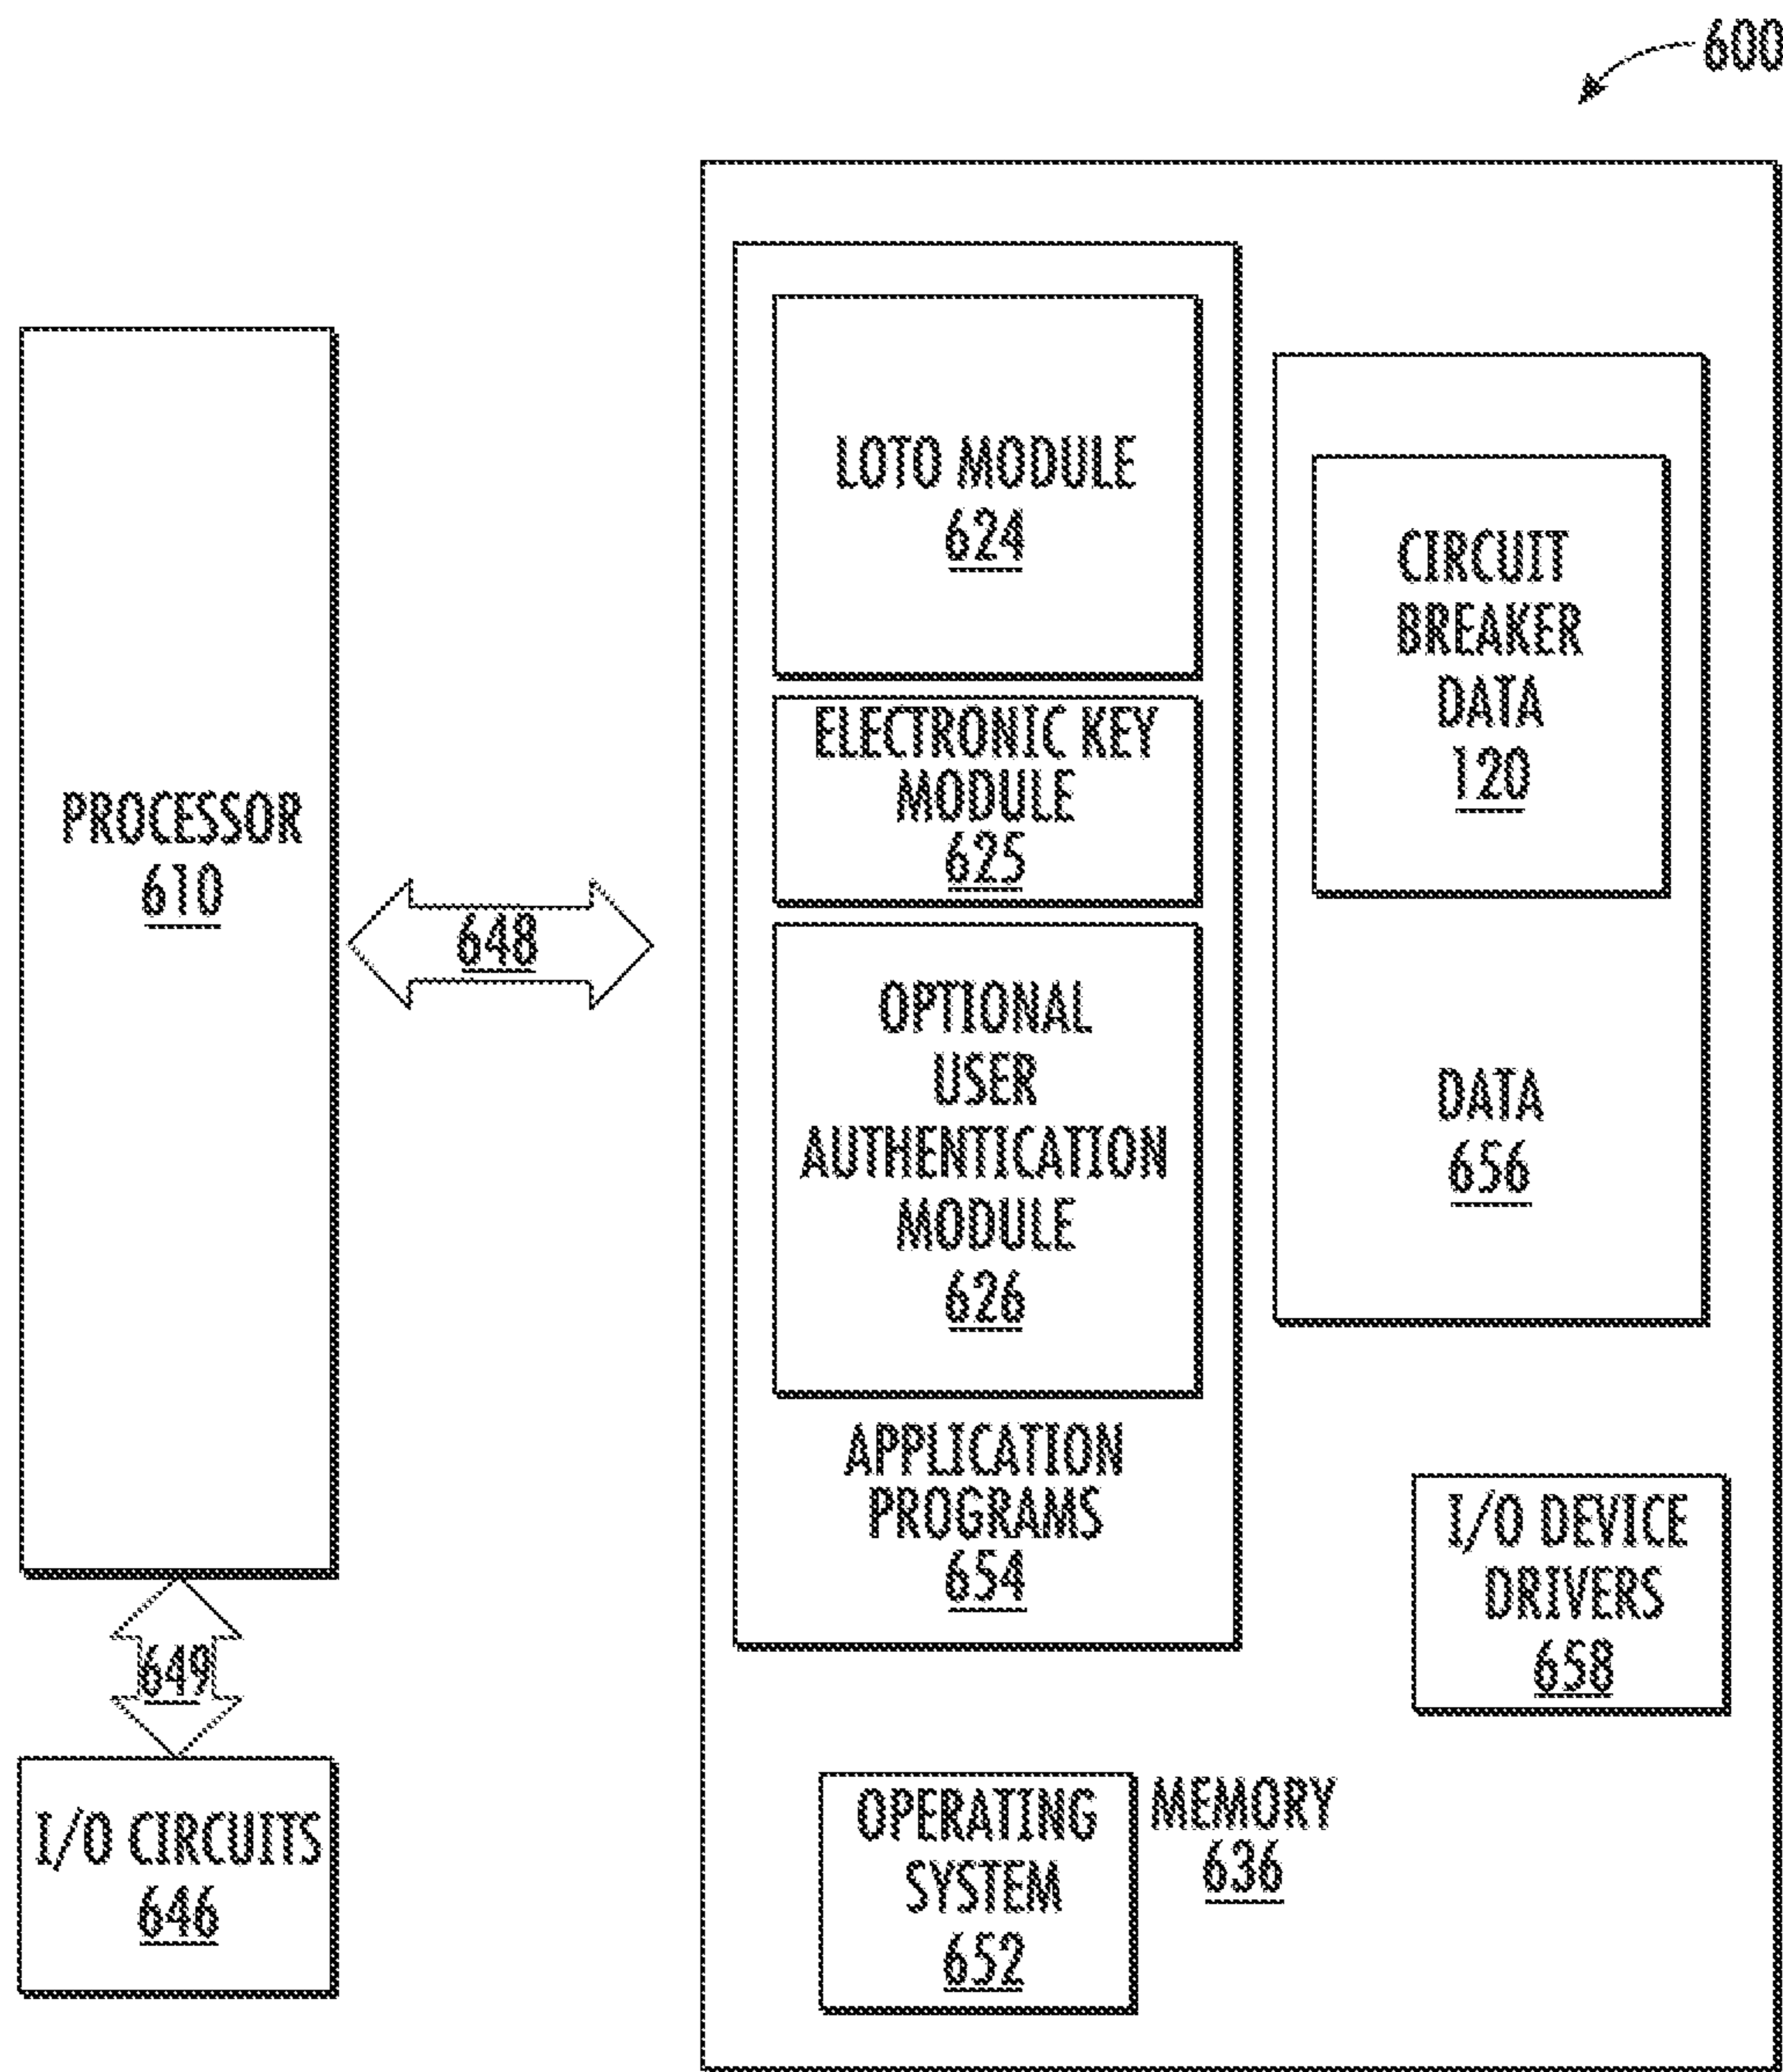 600
PROCESSOR
610
648
649
I/O CIRCUITS
646
LOTO MODULE
624
ELECTRONIC KEY
MODULE
625
OPTIONAL
USER
AUTHENTICATION
MODULE
626
APPLICATION
PROGRAMS
654
CIRCUIT
BREAKER
DATA
120
DATA
656
I/O DEVICE
DRIVERS
658
OPERATING
SYSTEM
652
MEMORY
636